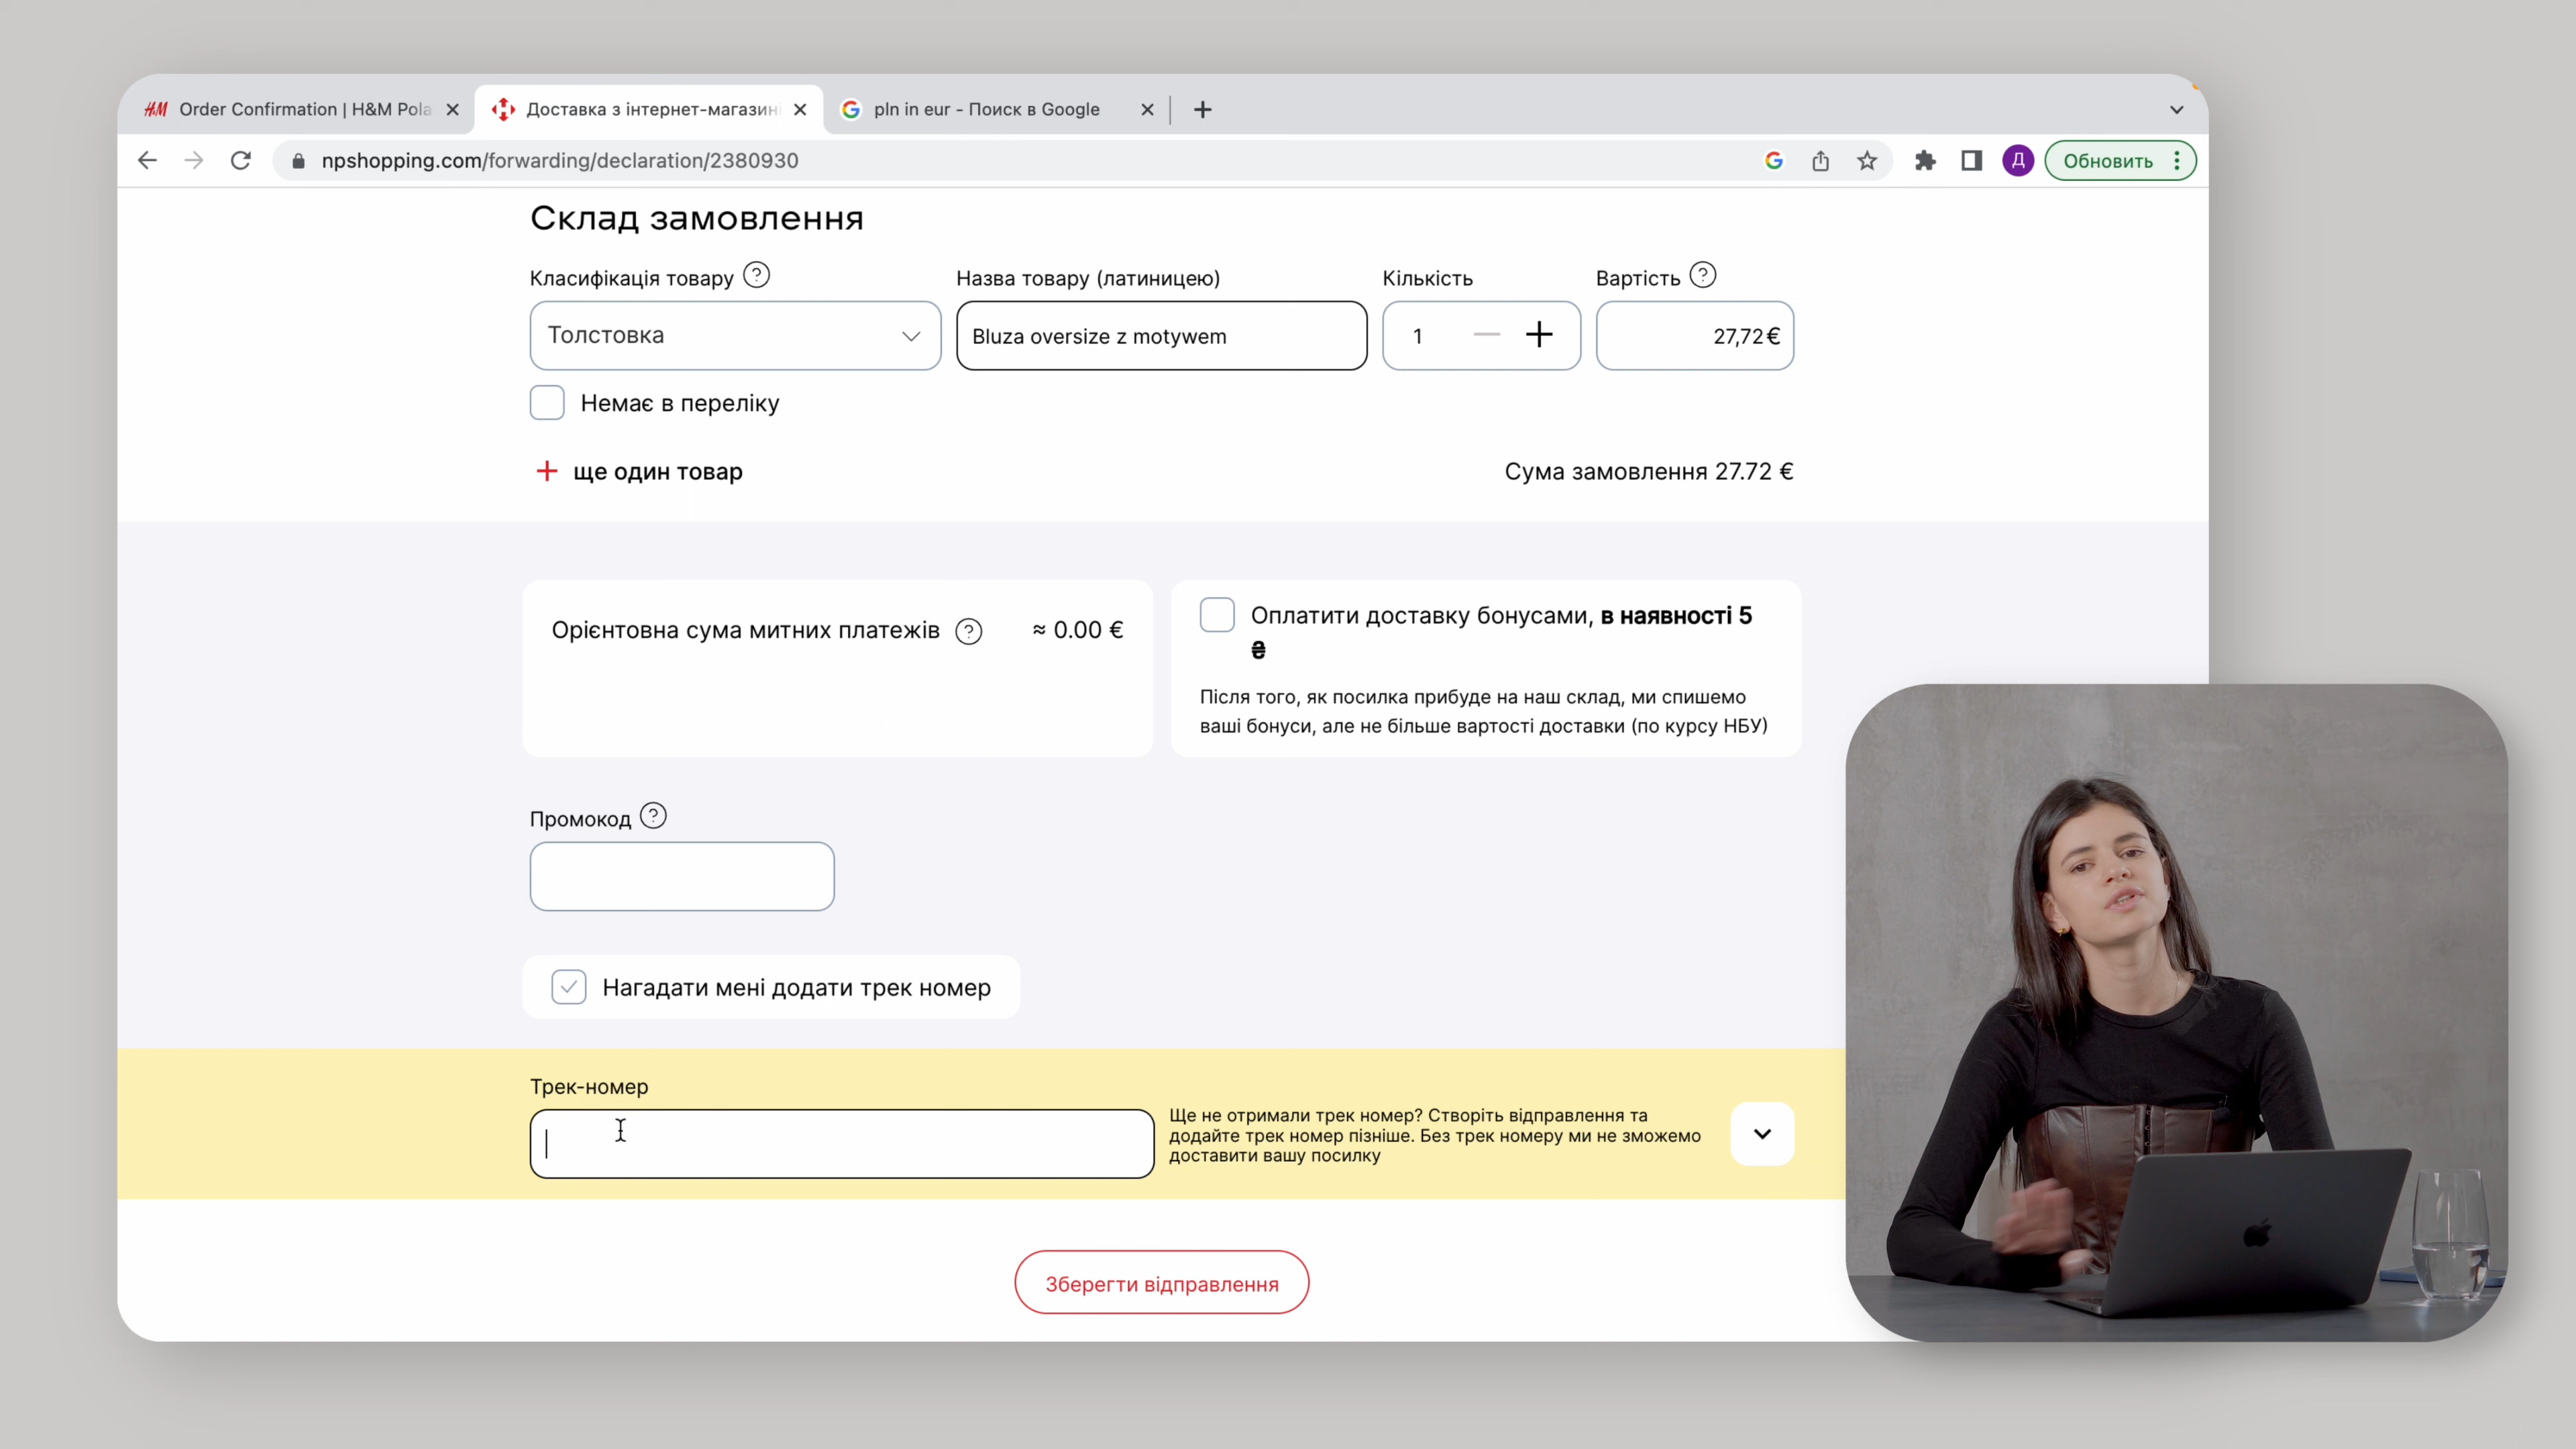 H&M Order Confirmation | H&M Pola
Доставка з інтернет-магазині
pln in eur - Поиск в Google
npshopping.com/forwarding/declaration/2380930
Д
Обновить
Склад замовлення
Класифікація товару ?
Назва товару (латиницею)
Кількість
Вартість ?
Толстовка
Bluza oversize z motywem
1
27,72€
Немає в переліку
+ ще один товар
Сума замовлення 27.72 €
Орієнтовна сума митних платежів ? ≈ 0.00 €
Оплатити доставку бонусами, в наявності 5
₴
Після того, як посилка прибуде на наш склад, ми спишемо
ваші бонуси, але не більше вартості доставки (по курсу НБУ)
Промокод ?
Нагадати мені додати трек номер
Трек-номер
Ще не отримали трек номер? Створіть відправлення та
додайте трек номер пізніше. Без трек номеру ми не зможемо
доставити вашу посилку
Зберегти відправлення